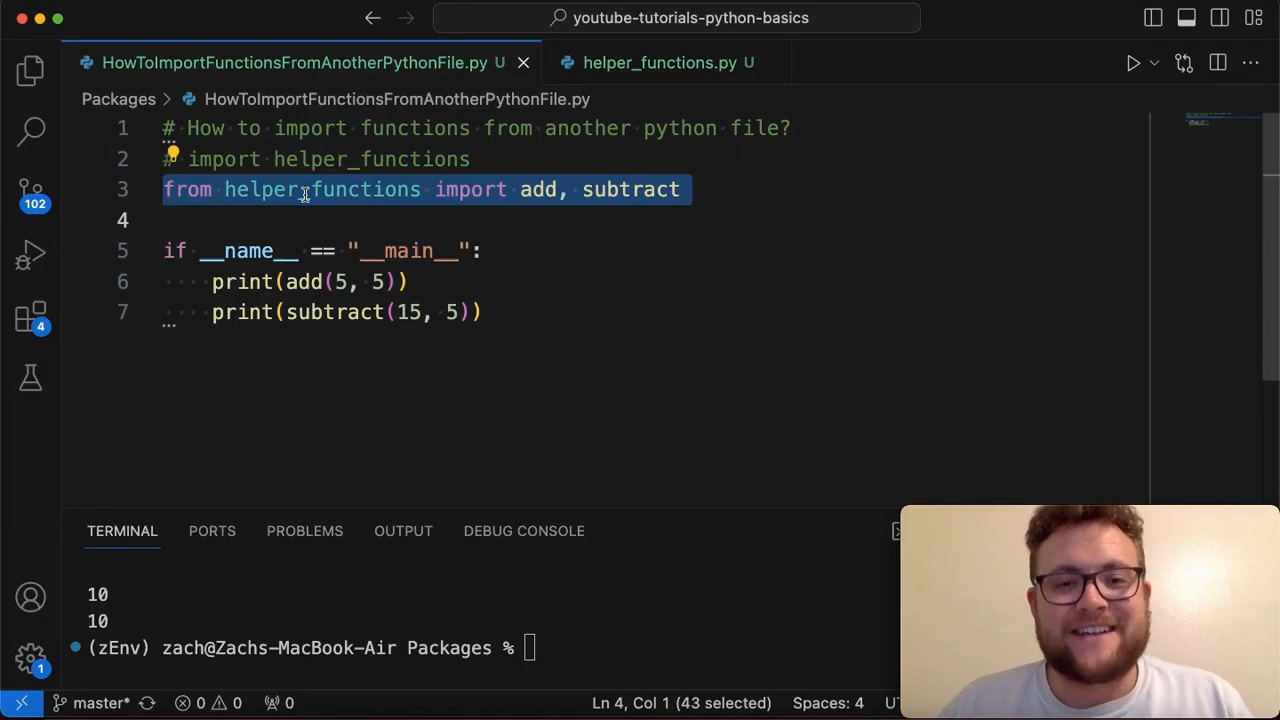 youtube-tutorials-python-basics
HowToImportFunctionsFromAnotherPythonFile.py U
helper_functions.py U
Packages > HowToImportFunctionsFromAnotherPythonFile.py
1 # How to import functions from another python file?
2 # import helper_functions
3 from helper_functions import add, subtract
4
5 if __name__ == "__main__":
6 print(add(5, 5))
7 print(subtract(15, 5))
102
4
TERMINAL PORTS PROBLEMS OUTPUT DEBUG CONSOLE
10
10
(zEnv) zach@Zachs-MacBook-Air Packages %
1
master* 0 0 0 Ln 4, Col 1 (43 selected) Spaces: 4